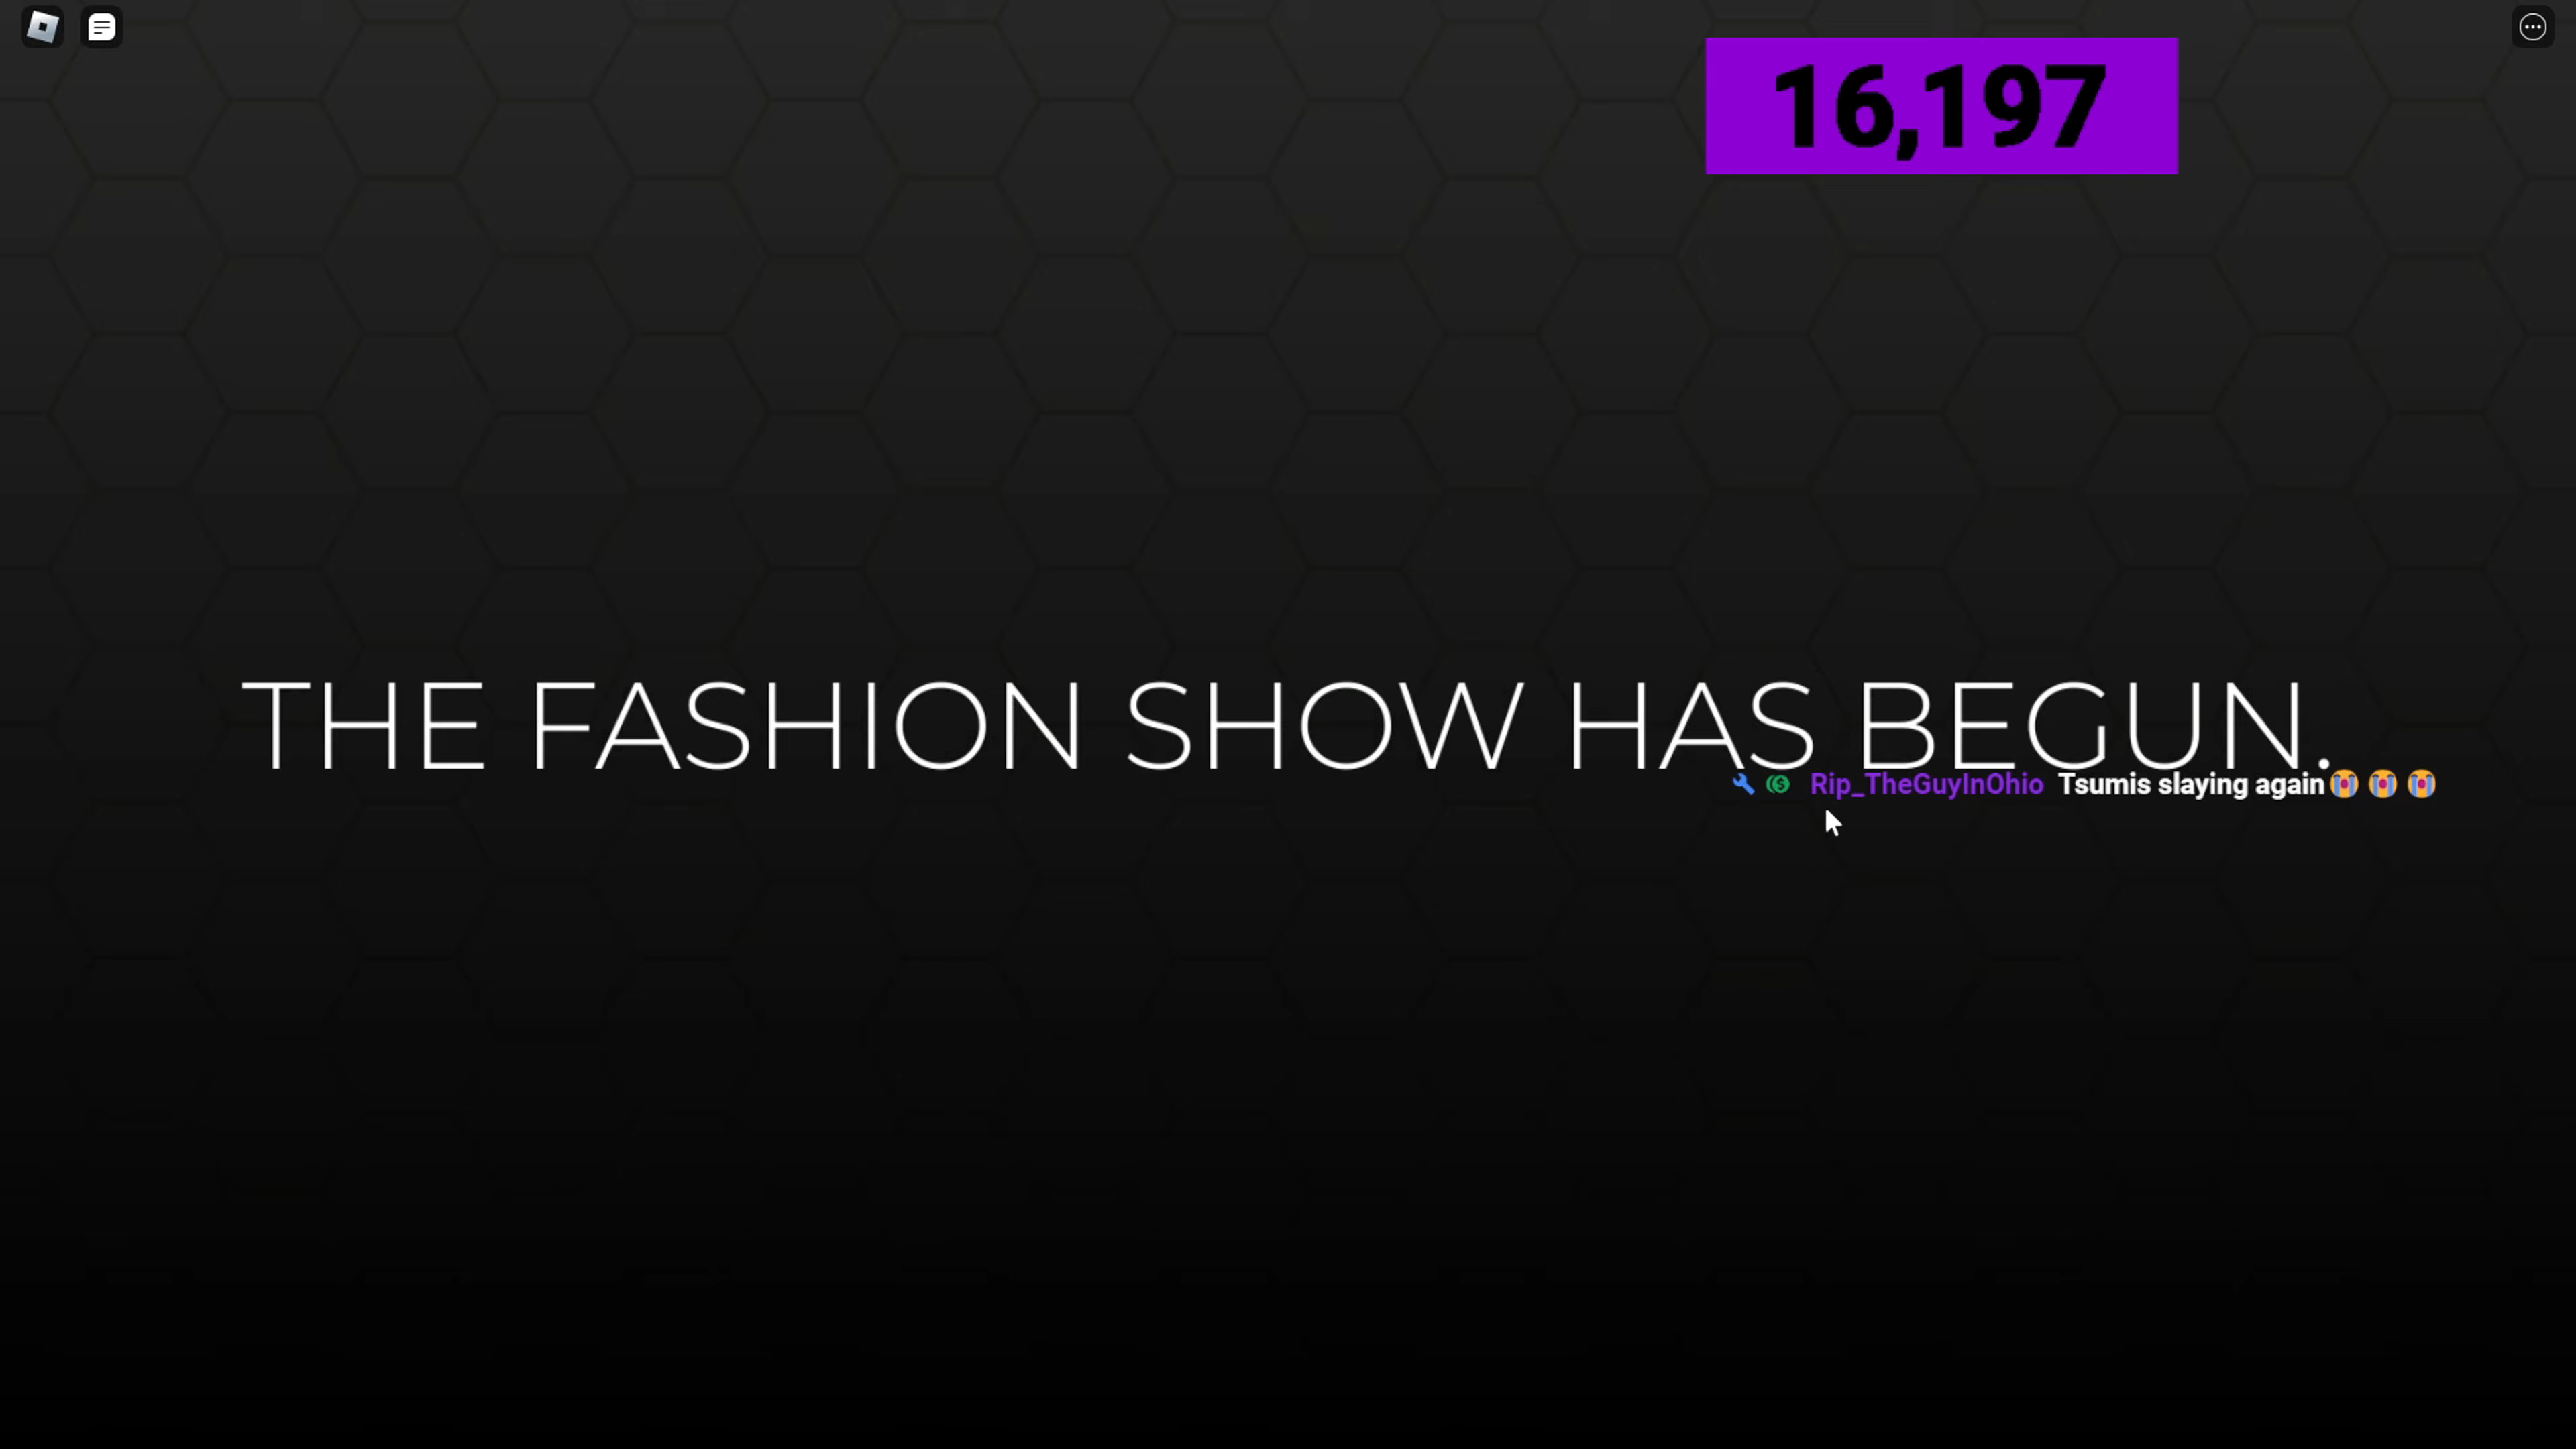 16,197
THE FASHION SHOW HAS BEGUN.
Rip_TheGuyInOhio Tsumis slaying again😭😭😭